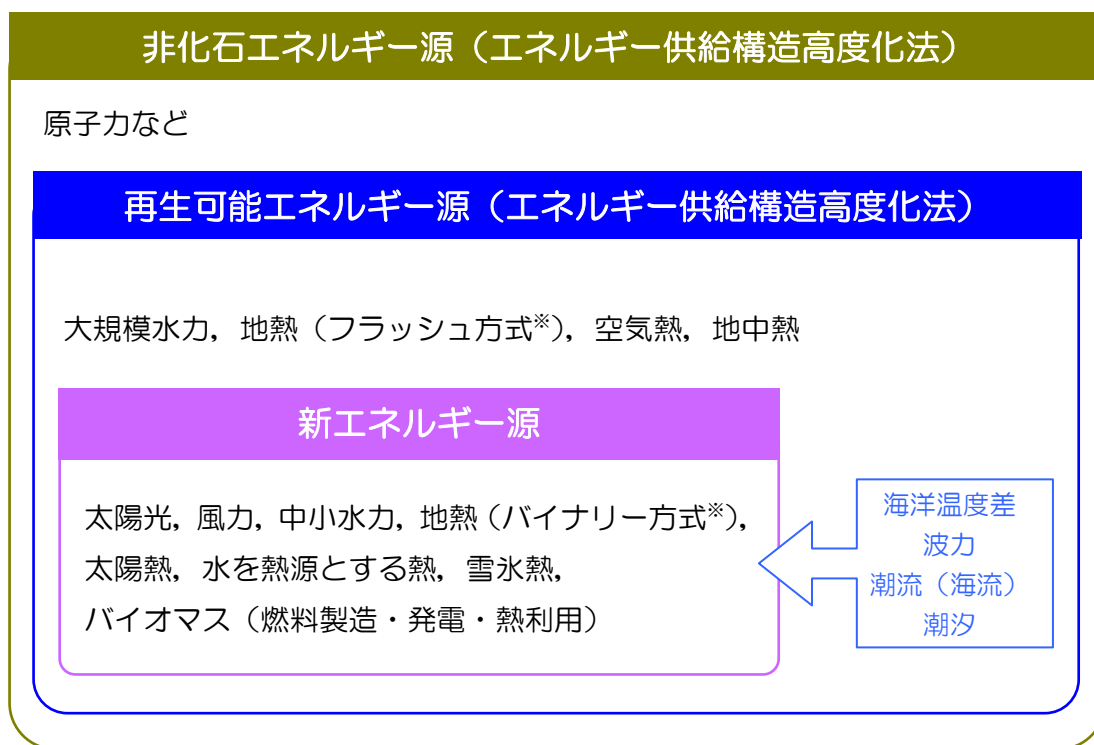 非化石エネルギー源（エネルギー供給構造高度化法）
原子力など
再生可能エネルギー源（エネルギー供給構造高度化法）
大規模水力，地熱（フラッシュ方式※），空気熱，地中熱
新エネルギー源
太陽光，風力，中小水力，地熱（バイナリー方式※），
太陽熱，水を熱源とする熱，雪氷熱，
バイオマス（燃料製造・発電・熱利用）
海洋温度差
波力
潮流（海流）
潮汐